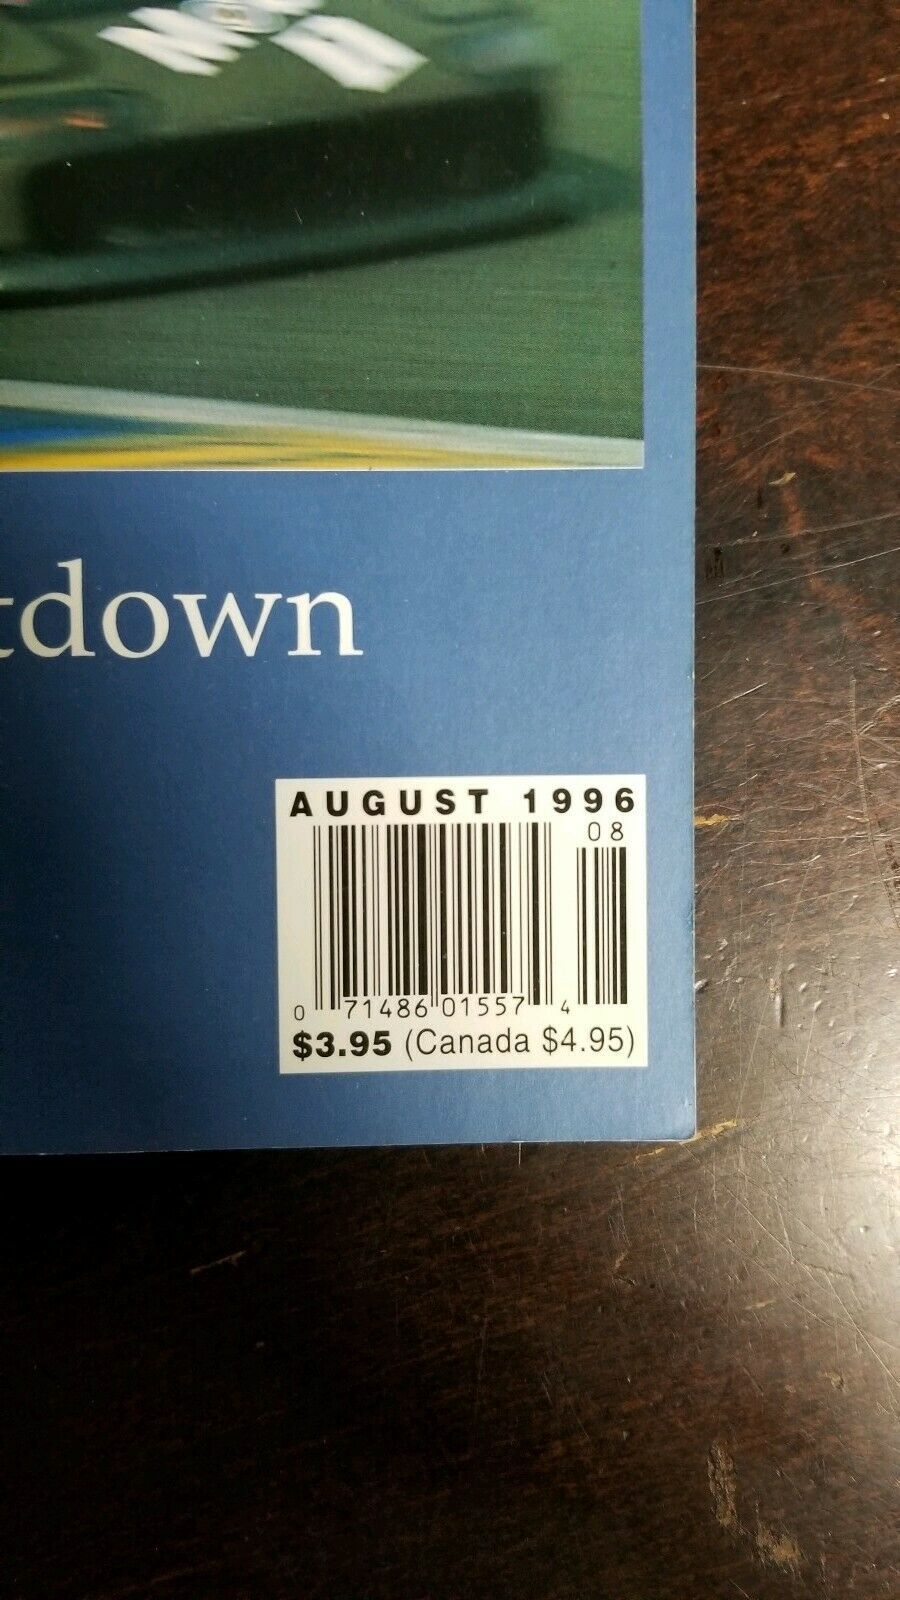 tdown
AUGUST 1996
08
0 71486 01557 4
$3.95 (Canada $4.95)